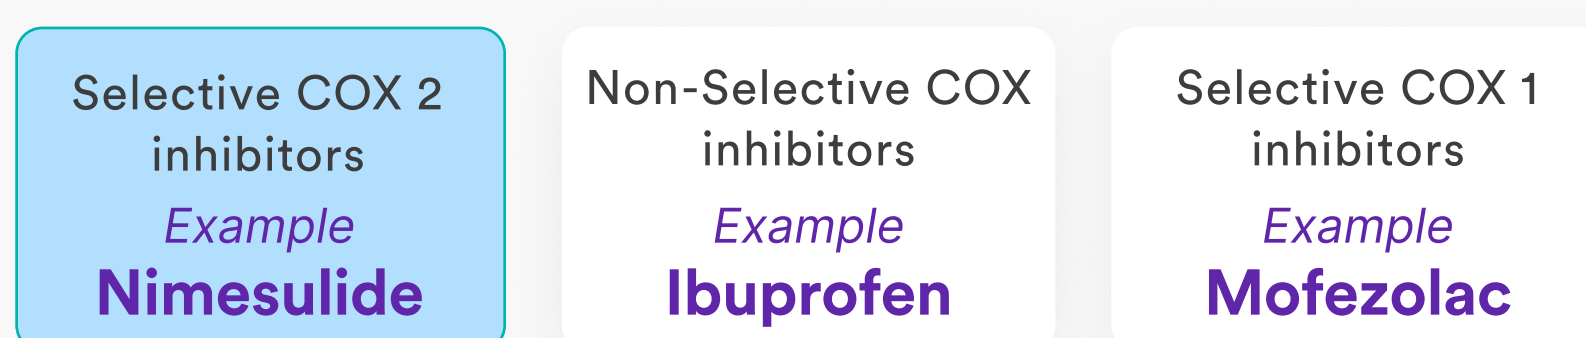 Selective COX 2
inhibitors
Example
Nimesulide
Non-Selective COX
inhibitors
Example
Ibuprofen
Selective COX 1
inhibitors
Example
Mofezolac